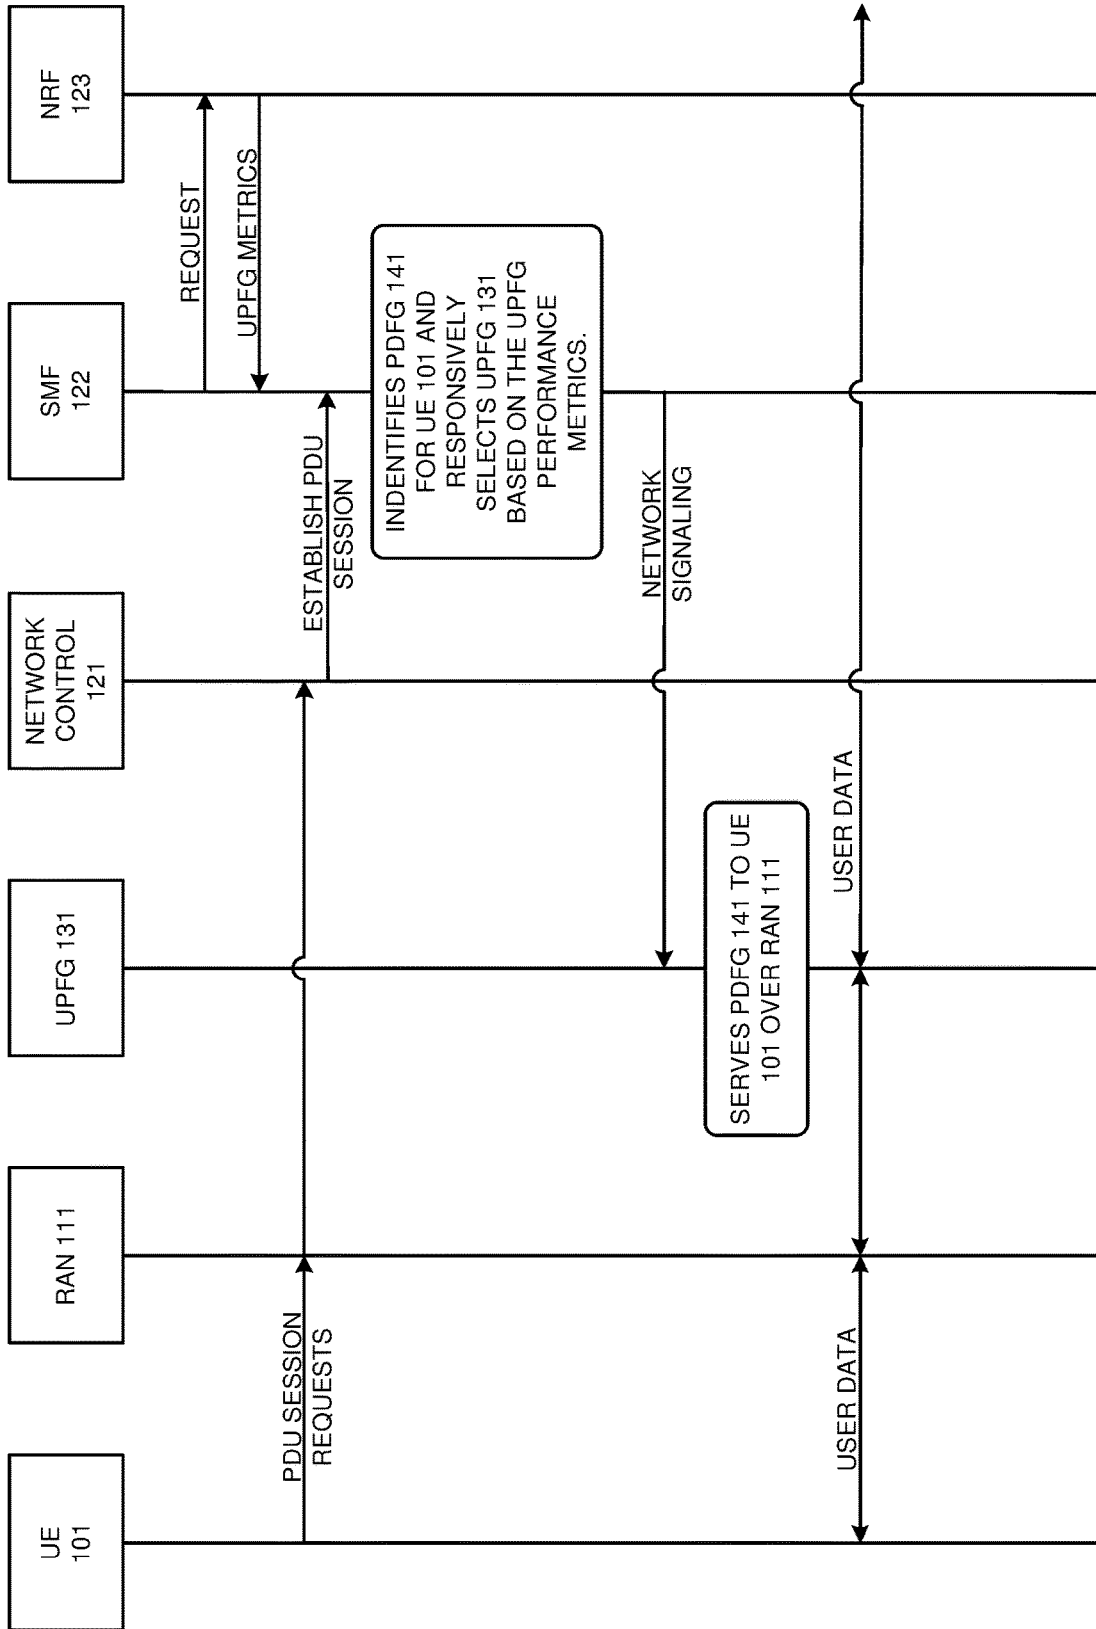 UE
101
RAN 111
UPFG 131
NETWORK
CONTROL
121
SMF
122
NRF
123
REQUEST
UPFG METRICS
PDU SESSION
REQUESTS
ESTABLISH PDU
SESSION
INDENTIFIES PDFG 141
FOR UE 101 AND
RESPONSIVELY
SELECTS UPFG 131
BASED ON THE UPFG
PERFORMANCE
METRICS.
NETWORK
SIGNALING
SERVES PDFG 141 TO UE
101 OVER RAN 111
USER DATA
USER DATA